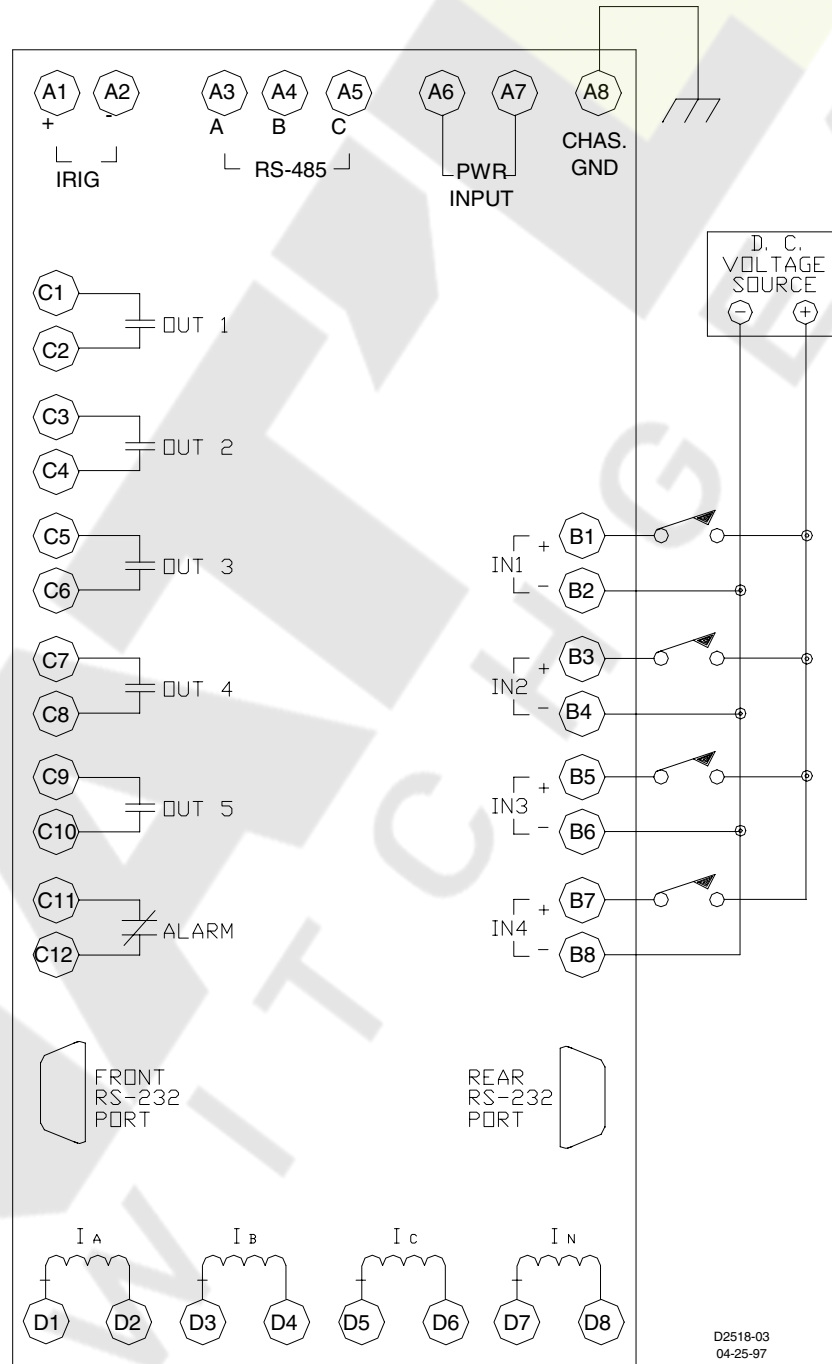 A1 A2 A3 A4 A5 A6 A7 A8
+ - A B C
IRIG
RS-485
PWR
INPUT
CHAS.
GND
D. C.
VOLTAGE
SOURCE
- +
C1
C2
OUT 1
C3
C4
OUT 2
C5
C6
OUT 3
C7
C8
OUT 4
C9
C10
OUT 5
C11
C12
ALARM
IN1 + -
B1
B2
IN2 + -
B3
B4
IN3 + -
B5
B6
IN4 + -
B7
B8
FRONT
RS-232
PORT
REAR
RS-232
PORT
IA IB IC IN
D1 D2 D3 D4 D5 D6 D7 D8
D2518-03
04-25-97